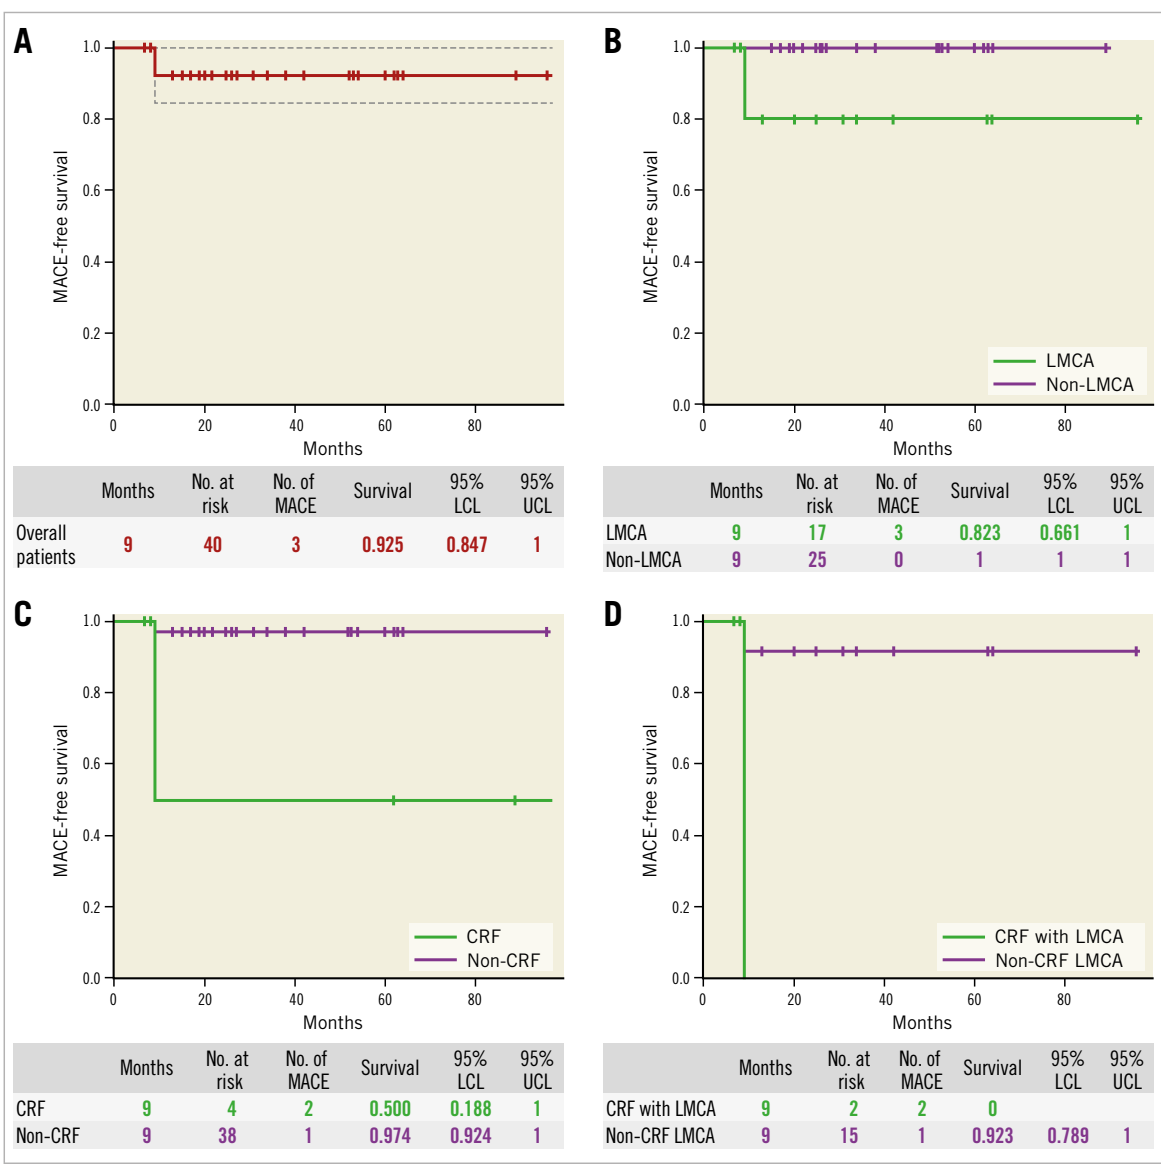 A
MACE-free survival
1.0
0.8
0.6
0.4
0.2
0.0
0 20 40 60 80
Months
Months No. at risk No. of MACE Survival 95% LCL 95% UCL
Overall patients 9 40 3 0.925 0.847 1
B
MACE-free survival
1.0
0.8
0.6
0.4
0.2
0.0
LMCA
Non-LMCA
0 20 40 60 80
Months
Months No. at risk No. of MACE Survival 95% LCL 95% UCL
LMCA 9 17 3 0.823 0.661 1
Non-LMCA 9 25 0 1 1 1
C
MACE-free survival
1.0
0.8
0.6
0.4
0.2
0.0
CRF
Non-CRF
0 20 40 60 80
Months
Months No. at risk No. of MACE Survival 95% LCL 95% UCL
CRF 9 4 2 0.500 0.188 1
Non-CRF 9 38 1 0.974 0.924 1
D
MACE-free survival
1.0
0.8
0.6
0.4
0.2
0.0
CRF with LMCA
Non-CRF LMCA
0 20 40 60 80
Months
Months No. at risk No. of MACE Survival 95% LCL 95% UCL
CRF with LMCA 9 2 2 0
Non-CRF LMCA 9 15 1 0.923 0.789 1